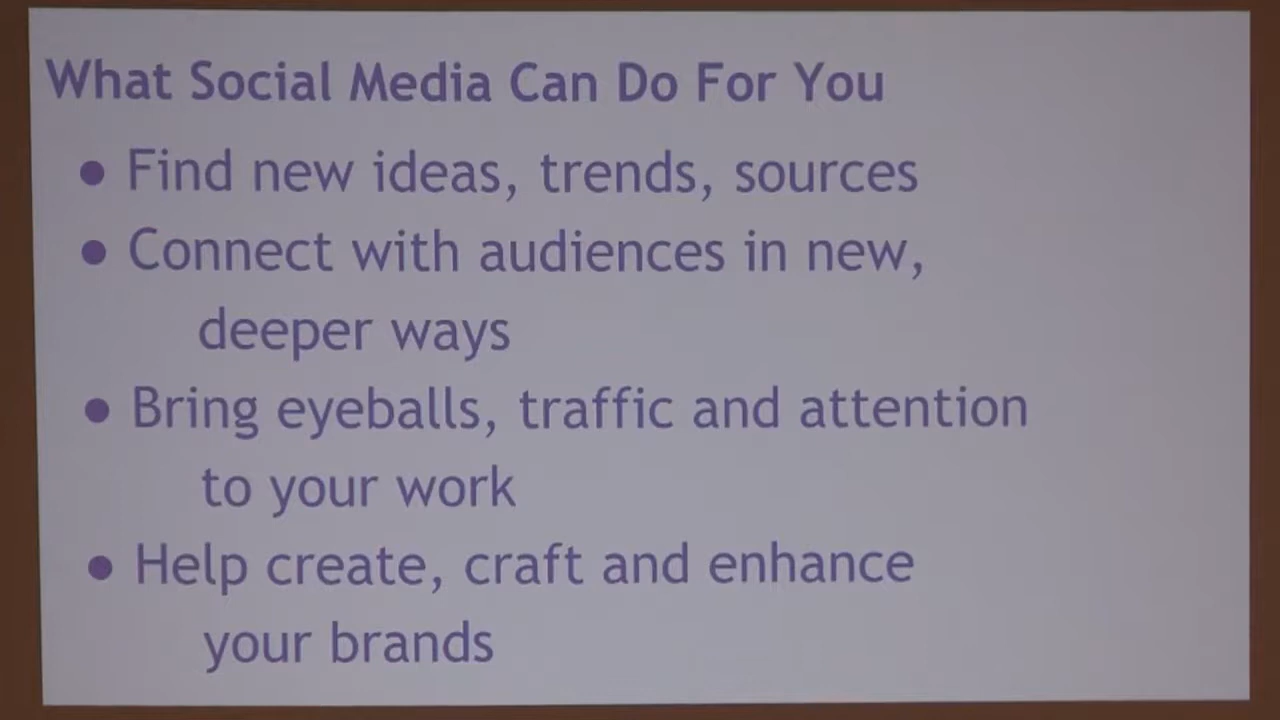 What Social Media Can Do For You
● Find new ideas, trends, sources
● Connect with audiences in new,
deeper ways
● Bring eyeballs, traffic and attention
to your work
● Help create, craft and enhance
your brands